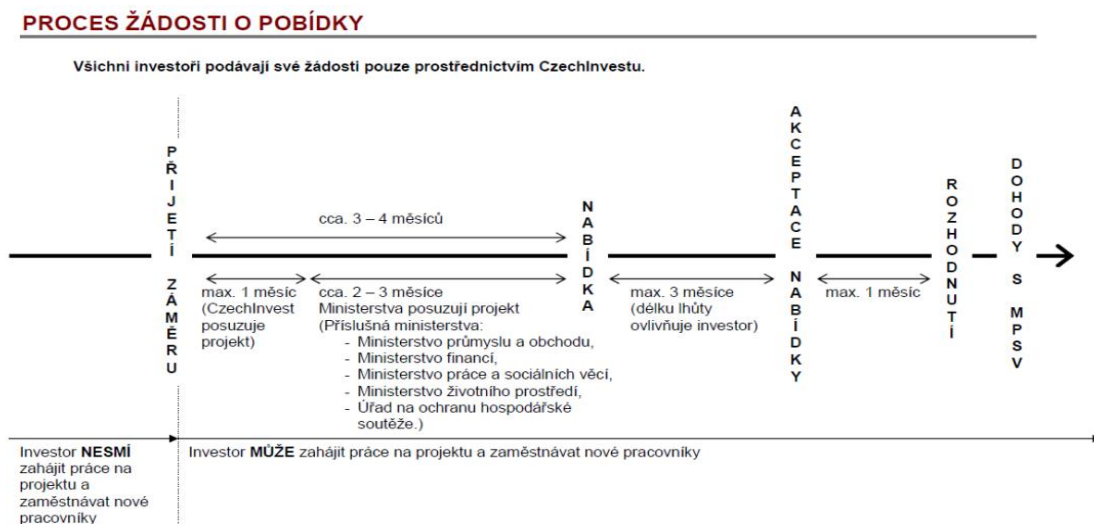 PROCES ŽÁDOSTI O POBÍDKY
Všichni investoři podávají své žádosti pouze prostřednictvím CzechInvestu.
PŘIJETÍ ZÁMĚRU
cca. 3 – 4 měsíců
max. 1 měsíc
(CzechInvest
posuzuje
projekt)
cca. 2 – 3 měsíce
Ministerstva posuzují projekt
(Příslušná ministerstva:
- Ministerstvo průmyslu a obchodu,
- Ministerstvo financí,
- Ministerstvo práce a sociálních věcí,
- Ministerstvo životního prostředí,
- Úřad na ochranu hospodářské
soutěže.)
NABÍDKA
max. 3 měsíce
(délku lhůty
ovlivňuje investor)
AKCEPTACE NABÍDKY
max. 1 měsíc
ROZHODNUTÍ
DOHODY S MPSV
Investor NESMÍ
zahájit práce na
projektu a
zaměstnávat nové
pracovníky
Investor MŮŽE zahájit práce na projektu a zaměstnávat nové pracovníky